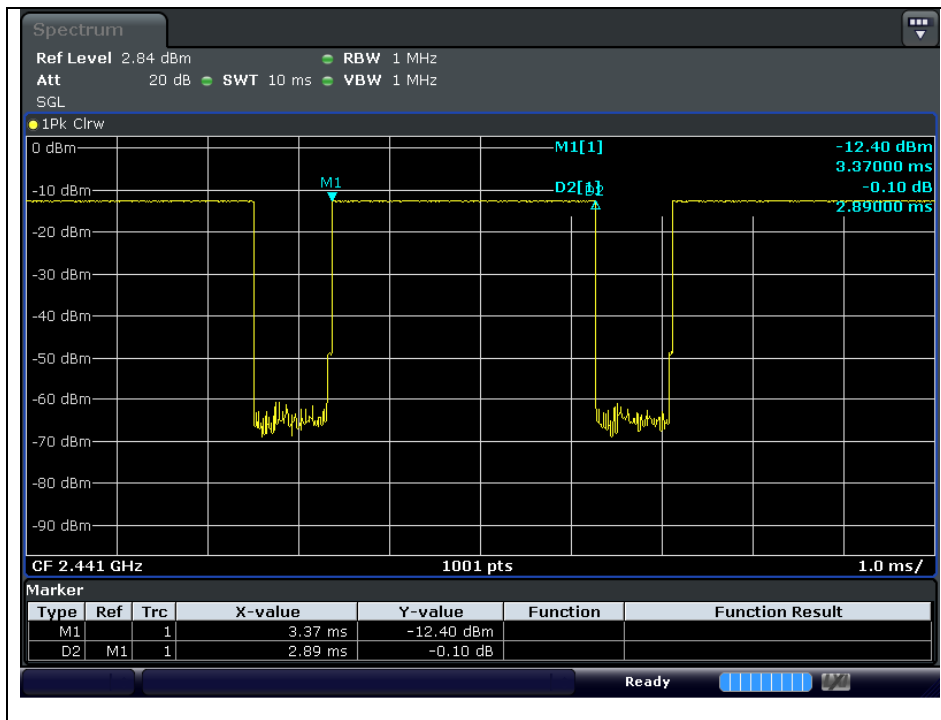 Spectrum
Ref Level 2.84 dBm RBW 1 MHz
Att 20 dB SWT 10 ms VBW 1 MHz
SGL
1Pk Clrw
0 dBm M1[1] -12.40 dBm
3.37000 ms
-10 dBm M1 D2[1] D2 -0.10 dB
2.89000 ms
-20 dBm
-30 dBm
-40 dBm
-50 dBm
-60 dBm
-70 dBm
-80 dBm
-90 dBm
CF 2.441 GHz 1001 pts 1.0 ms/
Marker
Type Ref Trc X-value Y-value Function Function Result
M1 1 3.37 ms -12.40 dBm
D2 M1 1 2.89 ms -0.10 dB
Ready